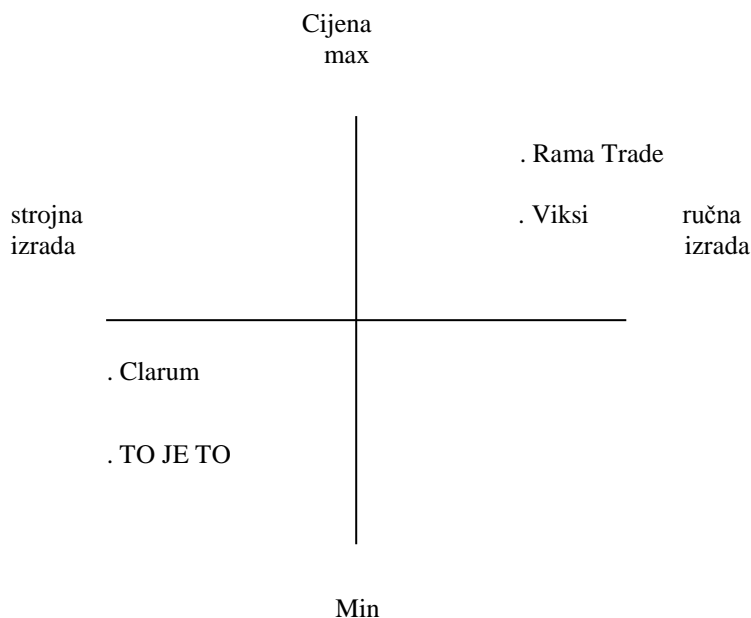 Cijena
max
. Rama Trade
strojna . Viksi ručna
izrada izrada
. Clarum
. TO JE TO
Min